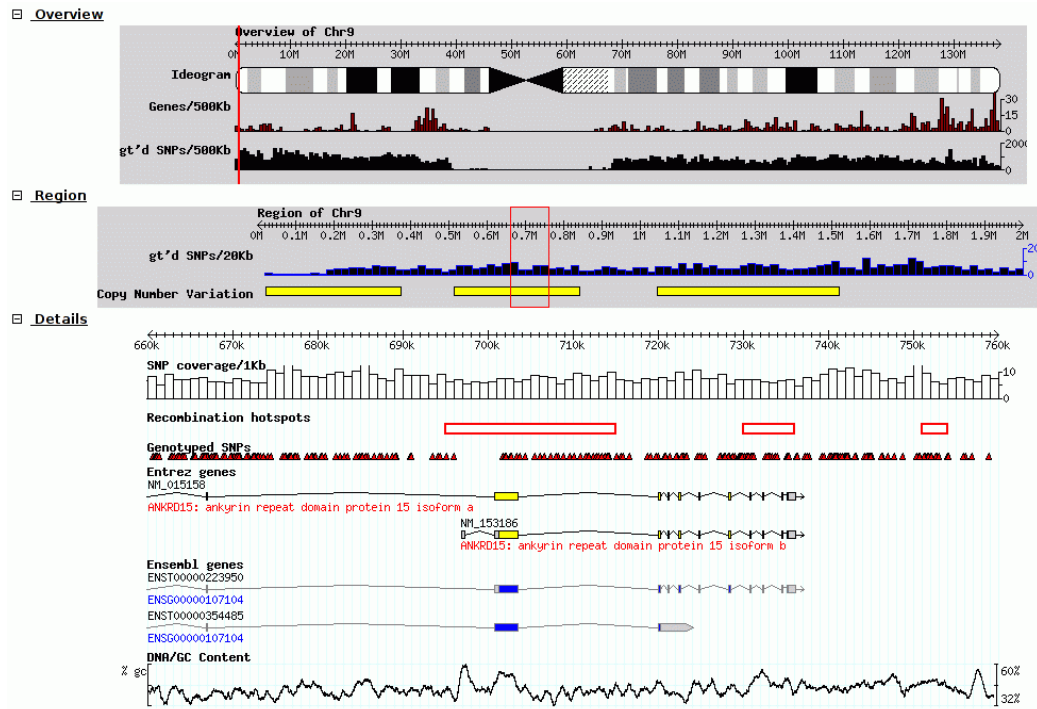 Overview
Overview of Chr9
0M 10M 20M 30M 40M 50M 60M 70M 80M 90M 100M 110M 120M 130M
Ideogram
Genes/500Kb
30
15
0
gt'd SNPs/500Kb
2000
0
Region
Region of Chr9
0M 0.1M 0.2M 0.3M 0.4M 0.5M 0.6M 0.7M 0.8M 0.9M 1M 1.1M 1.2M 1.3M 1.4M 1.5M 1.6M 1.7M 1.8M 1.9M 2M
gt'd SNPs/20Kb
20
0
Copy Number Variation
Details
660k 670k 680k 690k 700k 710k 720k 730k 740k 750k 760k
SNP coverage/1Kb
10
0
Recombination hotspots
Genotyped SNPs
Entrez genes
NM_015158
ANKRD15: ankyrin repeat domain protein 15 isoform a
NM_153186
ANKRD15: ankyrin repeat domain protein 15 isoform b
Ensembl genes
ENST00000223950
ENSG00000107104
ENST00000354485
ENSG00000107104
DNA/GC Content
% gc
60%
32%